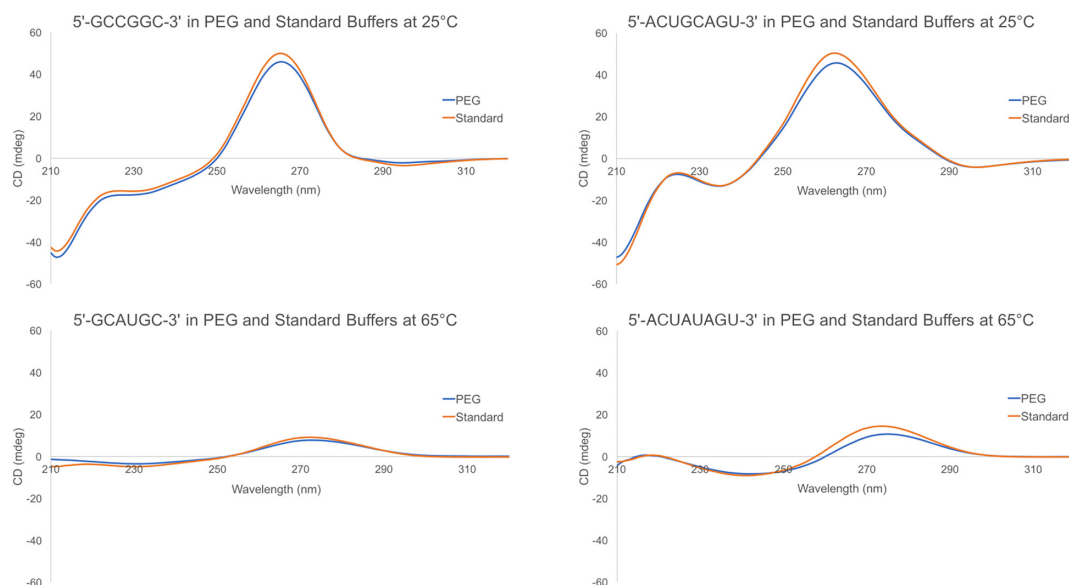 5'-GCCGGC-3' in PEG and Standard Buffers at 25°C
60
40
20
0
-20
-40
-60
CD (mdeg)
210
230
250
270
290
310
Wavelength (nm)
PEG
Standard
5'-ACUGCAGU-3' in PEG and Standard Buffers at 25°C
60
40
20
0
-20
-40
-60
CD (mdeg)
210
230
250
270
290
310
Wavelength (nm)
PEG
Standard
5'-GCAUGC-3' in PEG and Standard Buffers at 65°C
60
40
20
0
-20
-40
-60
CD (mdeg)
210
230
250
270
290
310
Wavelength (nm)
PEG
Standard
5'-ACUAUAGU-3' in PEG and Standard Buffers at 65°C
60
40
20
0
-20
-40
-60
CD (mdeg)
210
230
250
270
290
310
Wavelength (nm)
PEG
Standard